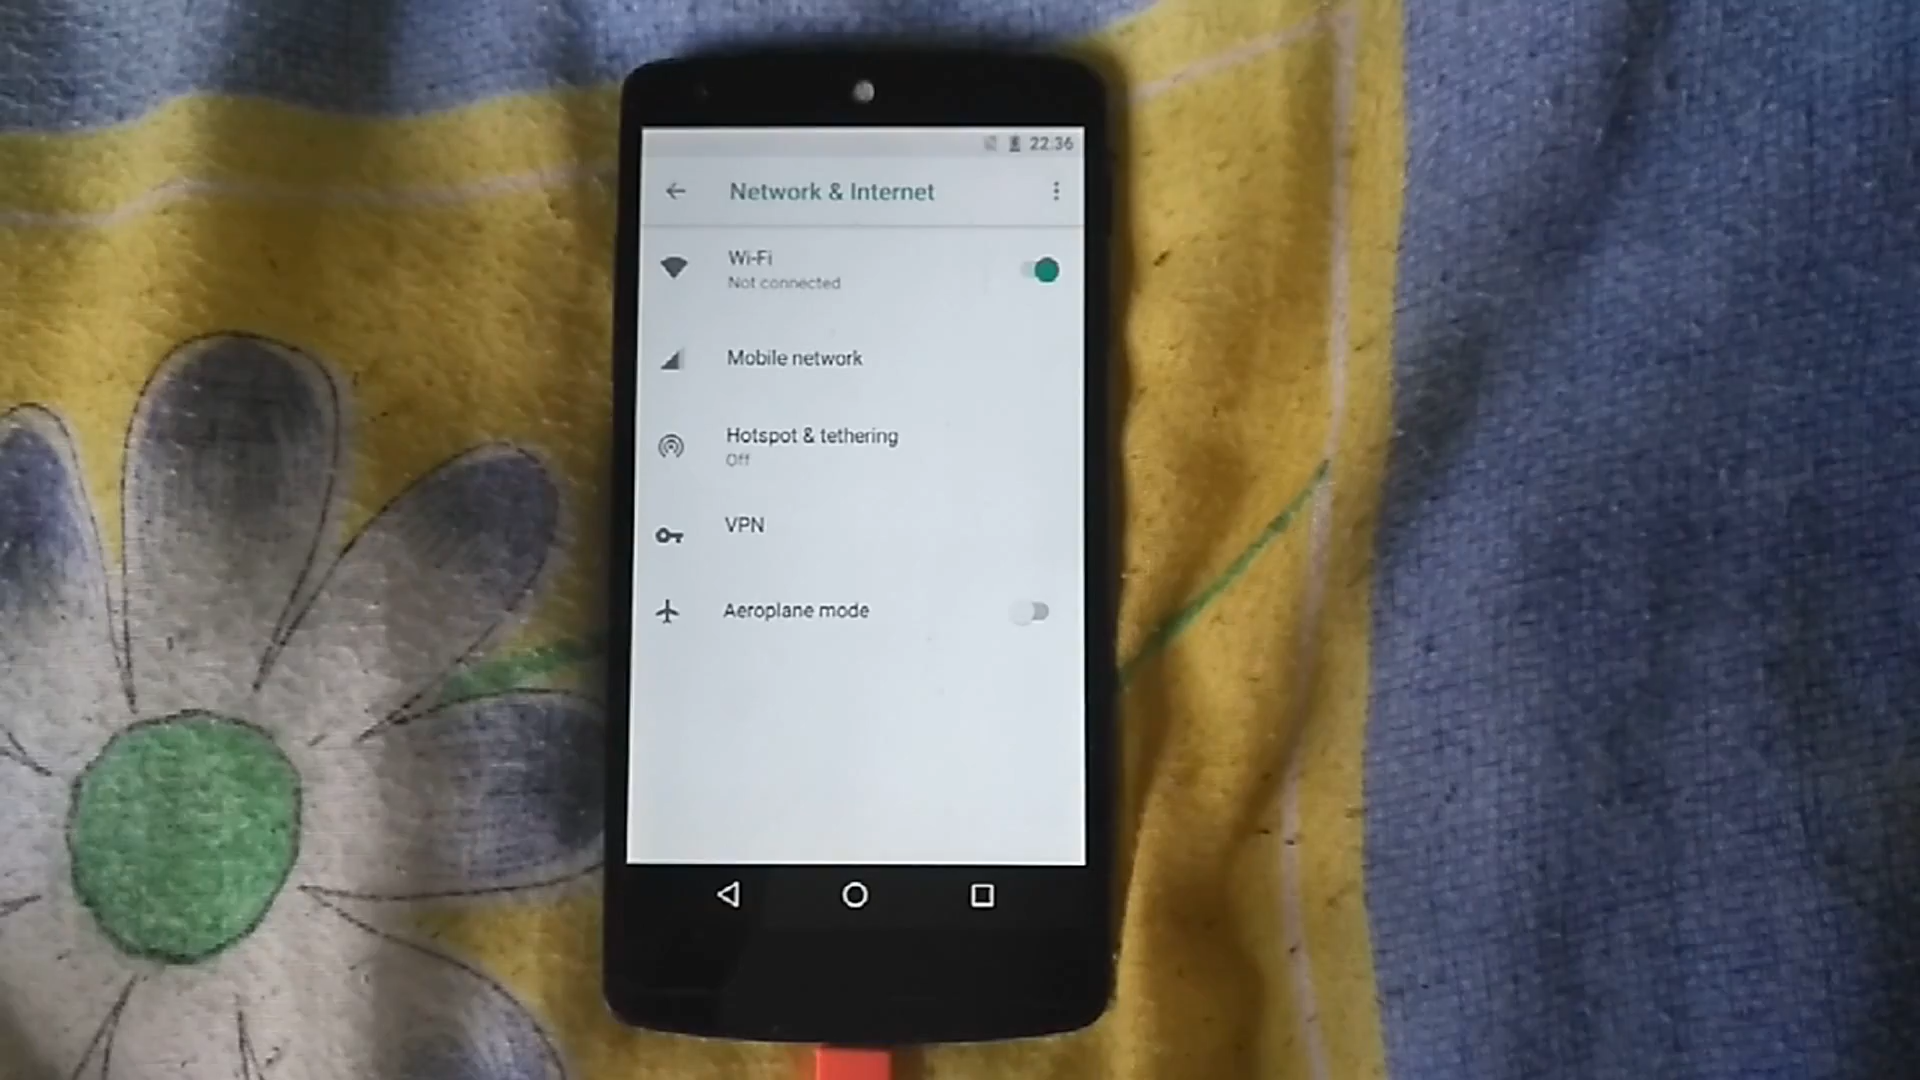 22:36
Network & Internet
Wi-Fi
Not connected
Mobile network
Hotspot & tethering
Off
VPN
Aeroplane mode